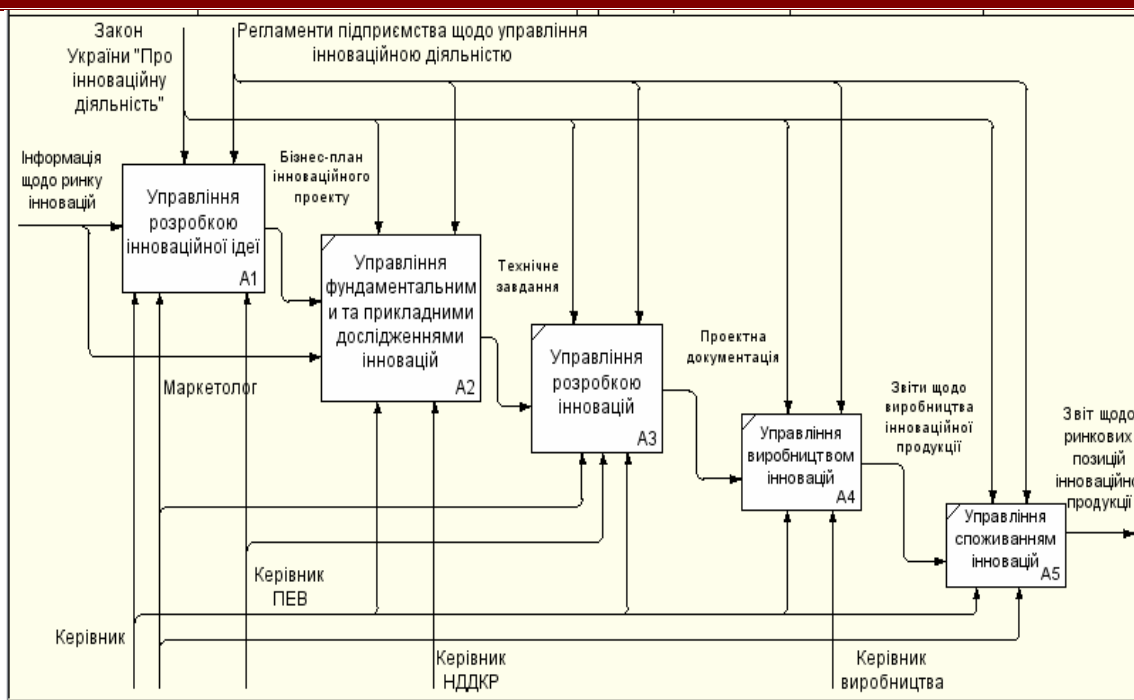 Закон
України "Про
інноваційну
діяльність"
Регламенти підприємства щодо управління
інноваційною діяльністю
Інформація
щодо ринку
інновацій
Управління
розробкою
інноваційної ідеї
A1
Бізнес-план
інноваційного
проекту
Управління
фундаментальним
и та прикладними
дослідженнями
інновацій
A2
Технічне
завдання
Управління
розробкою
інновацій
A3
Проектна
документація
Управління
виробництвом
інновацій
A4
Звіти щодо
виробництва
інноваційної
продукції
Управління
споживанням
інновацій
A5
Звіт щодо
ринкових
позицій
інноваційно
продукції
Маркетолог
Керівник
ПЕВ
Керівник
Керівник
НДДКР
Керівник
виробництва